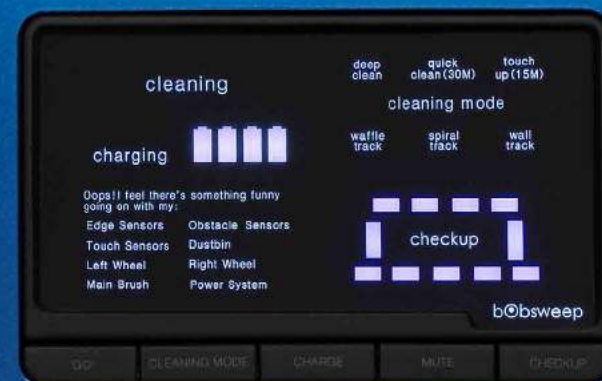 cleaning
charging
Oops!I feel there's something funny
going on with my:
Edge Sensors Obstacle Sensors
Touch Sensors Dustbin
Left Wheel Right Wheel
Main Brush Power System
deep
clean
quick
clean(30M)
touch
up(15M)
cleaning mode
waffle
track
spiral
track
wall
track
checkup
bobsweep
GO!
CLEANING MODE
CHARGE
MUTE
CHECKUP